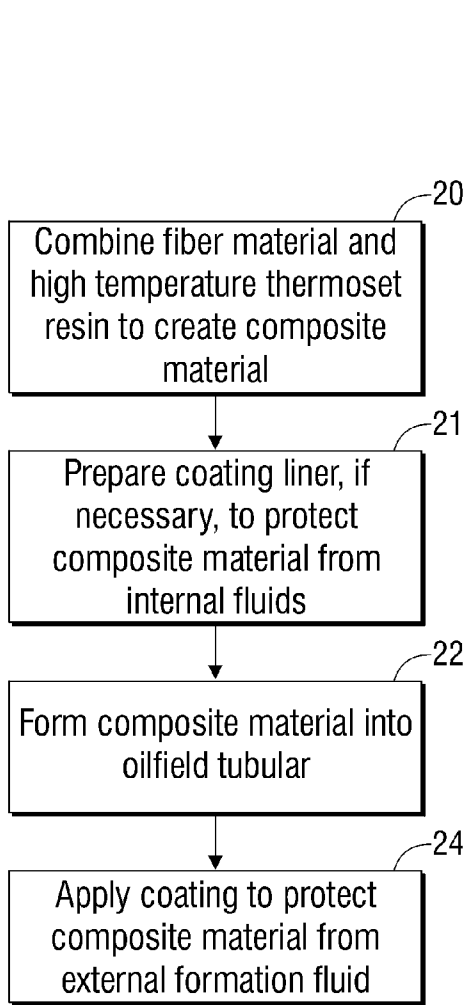 20
Combine fiber material and
high temperature thermoset
resin to create composite
material
21
Prepare coating liner, if
necessary, to protect
composite material from
internal fluids
22
Form composite material into
oilfield tubular
24
Apply coating to protect
composite material from
external formation fluid